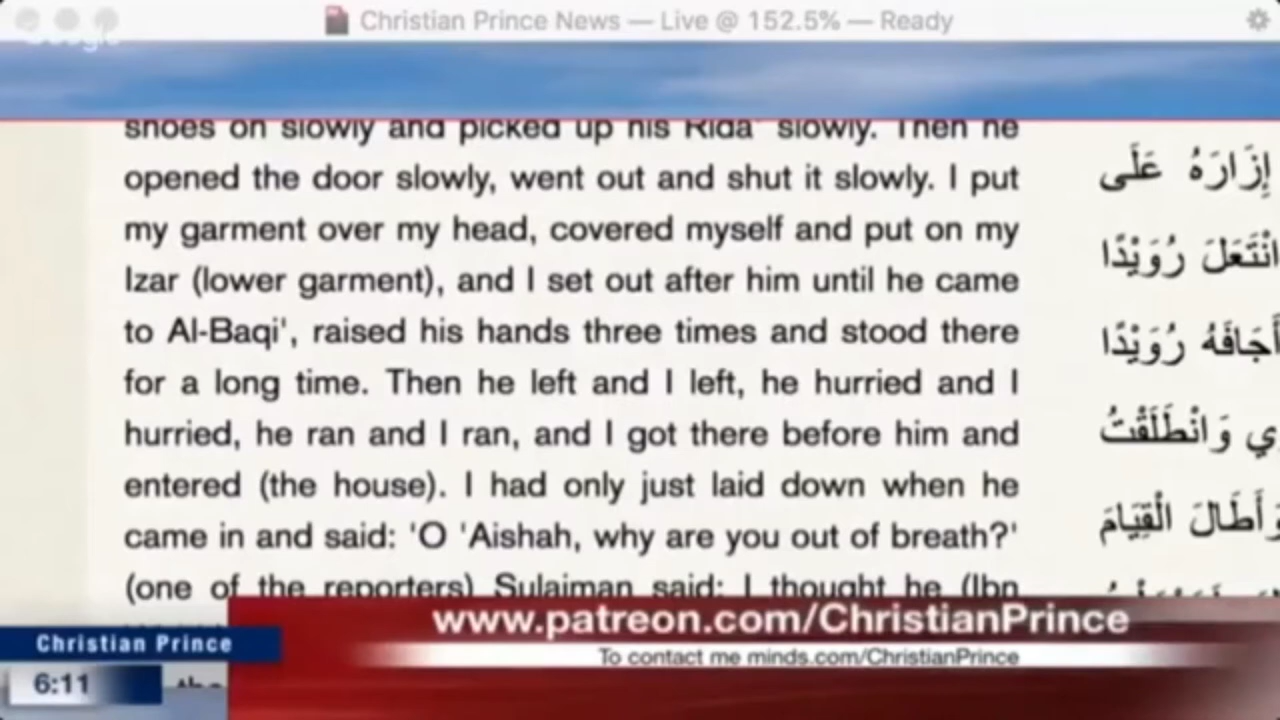 Christian Prince News — Live @ 152.5% — Ready
Google
shoes on slowly and picked up his Rida' slowly. Then he
opened the door slowly, went out and shut it slowly. I put
my garment over my head, covered myself and put on my
Izar (lower garment), and I set out after him until he came
to Al-Baqi', raised his hands three times and stood there
for a long time. Then he left and I left, he hurried and I
hurried, he ran and I ran, and I got there before him and
entered (the house). I had only just laid down when he
came in and said: 'O 'Aishah, why are you out of breath?'
(one of the reporters) Sulaiman said: I thought he (Ibn
إِزَارَهُ عَلَى
انْتَعَلَ رُوَيْدًا
أَجَافَهُ رُوَيْدًا
ي وَانْطَلَقْتُ
وَأَطَالَ الْقِيَامَ
www.patreon.com/ChristianPrince
To contact me minds.com/ChristianPrince
Christian Prince
6:11